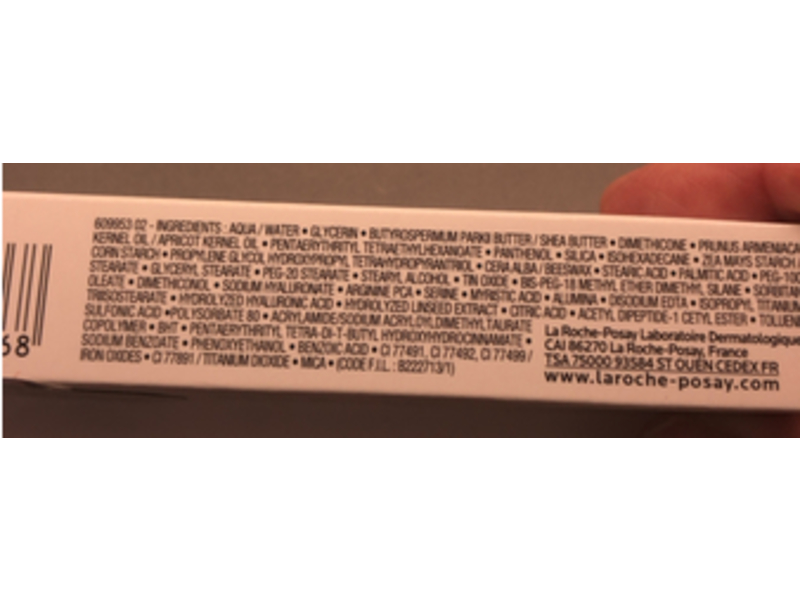 609953 02 - INGREDIENTS : AQUA / WATER • GLYCERIN • BUTYROSPERMUM PARKII BUTTER / SHEA BUTTER • DIMETHICONE • PRUNUS ARMENIACA
KERNEL OIL / APRICOT KERNEL OIL • PENTAERYTHRITYL TETRAETHYLHEXANOATE • PANTHENOL • SILICA • ISOHEXADECANE • ZEA MAYS STARCH /
CORN STARCH • PROPYLENE GLYCOL HYDROXYPROPYL TETRAHYDROPYRANTRIOL • CERA ALBA / BEESWAX • STEARIC ACID • PALMITIC ACID • PEG-100
STEARATE • GLYCERYL STEARATE • PEG-20 STEARATE • STEARYL ALCOHOL • TIN OXIDE • BIS-PEG-18 METHYL ETHER DIMETHYL SILANE • SORBITAN
OLEATE • DIMETHICONOL • SODIUM HYALURONATE • ARGININE PCA • SERINE • MYRISTIC ACID • ALUMINA • DISODIUM EDTA • ISOPROPYL TITANIUM
TRIISOSTEARATE • HYDROLYZED HYALURONIC ACID • HYDROLYZED LINSEED EXTRACT • CITRIC ACID • ACETYL DIPEPTIDE-1 CETYL ESTER • TOLUENE
SULFONIC ACID •POLYSORBATE 80 • ACRYLAMIDE/SODIUM ACRYLOYLDIMETHYLTAURATE
COPOLYMER • BHT • PENTAERYTHRITYL TETRA-DI-T-BUTYL HYDROXYHYDROCINNAMATE •
SODIUM BENZOATE • PHENOXYETHANOL • BENZOIC ACID • CI 77491, CI 77492, CI 77499 /
IRON OXIDES • CI 77891 / TITANIUM DIOXIDE • MICA • (CODE F.I.L. : B222713/1)
La Roche-Posay Laboratoire Dermatologique
CAI 86270 La Roche-Posay, France
TSA 75000 93584 ST OUEN CEDEX FR
www.laroche-posay.com
68